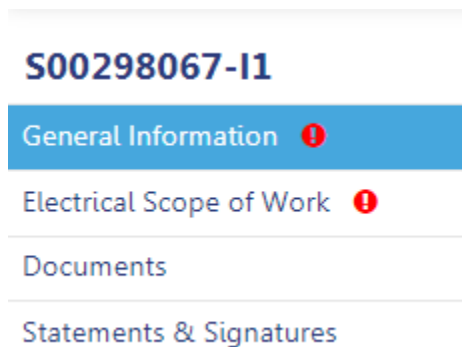 S00298067-I1
General Information
Electrical Scope of Work
Documents
Statements & Signatures